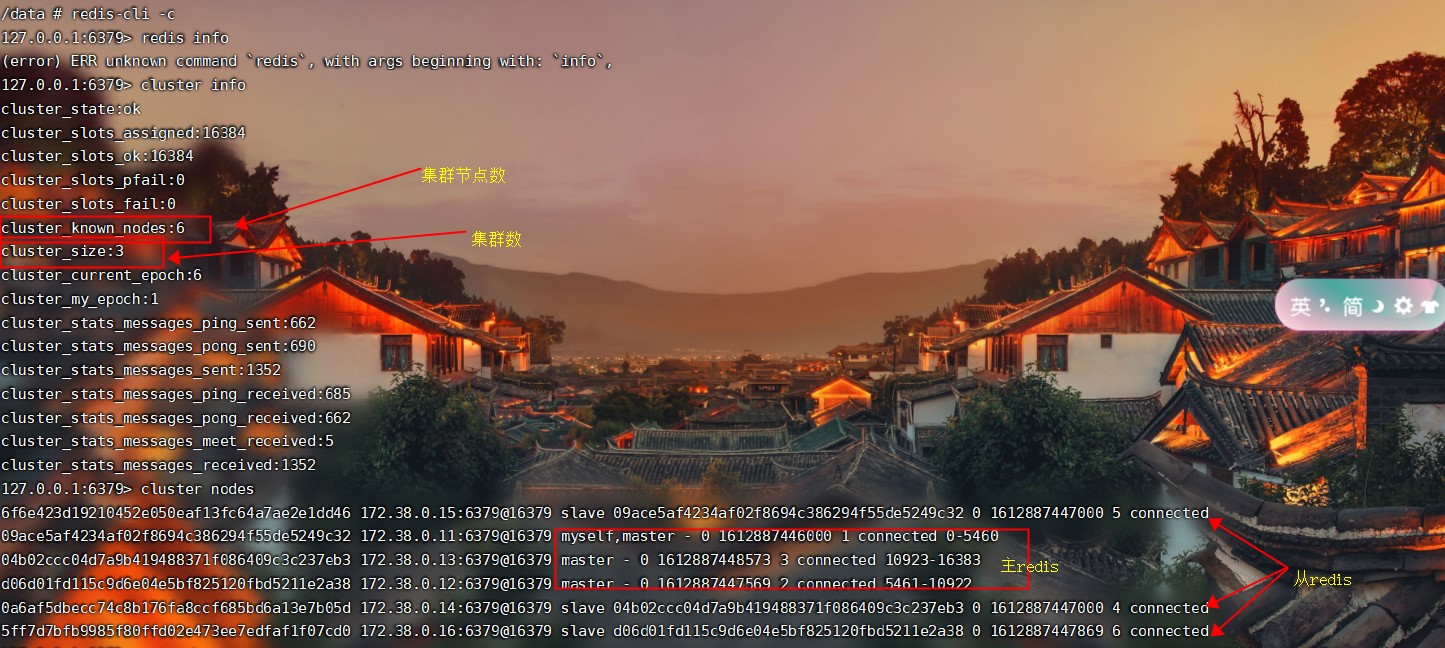 /data # redis-cli -c
127.0.0.1:6379> redis info
(error) ERR unknown command `redis`, with args beginning with: `info`,
127.0.0.1:6379> cluster info
cluster_state:ok
cluster_slots_assigned:16384
cluster_slots_ok:16384
cluster_slots_pfail:0
集群节点数
cluster_slots_fail:0
cluster_known_nodes:6
集群数
cluster_size:3
cluster_current_epoch:6
cluster_my_epoch:1
英 简
cluster_stats_messages_ping_sent:662
cluster_stats_messages_pong_sent:690
cluster_stats_messages_sent:1352
cluster_stats_messages_ping_received:685
cluster_stats_messages_pong_received:662
cluster_stats_messages_meet_received:5
cluster_stats_messages_received:1352
127.0.0.1:6379> cluster nodes
6f6e423d19210452e050eaf13fc64a7ae2e1dd46 172.38.0.15:6379@16379 slave 09ace5af4234af02f8694c386294f55de5249c32 0 1612887447000 5 connected
09ace5af4234af02f8694c386294f55de5249c32 172.38.0.11:6379@16379 myself,master - 0 1612887446000 1 connected 0-5460
04b02ccc04d7a9b419488371f086409c3c237eb3 172.38.0.13:6379@16379 master - 0 1612887448573 3 connected 10923-16383
主redis
d06d01fd115c9d6e04e5bf825120fbd5211e2a38 172.38.0.12:6379@16379 master - 0 1612887447569 2 connected 5461-10922
从redis
0a6af5dbecc74c8b176fa8ccf685bd6a13e7b05d 172.38.0.14:6379@16379 slave 04b02ccc04d7a9b419488371f086409c3c237eb3 0 1612887447000 4 connected
5ff7d7bfb9985f80ffd02e473ee7edfaf1f07cd0 172.38.0.16:6379@16379 slave d06d01fd115c9d6e04e5bf825120fbd5211e2a38 0 1612887447869 6 connected